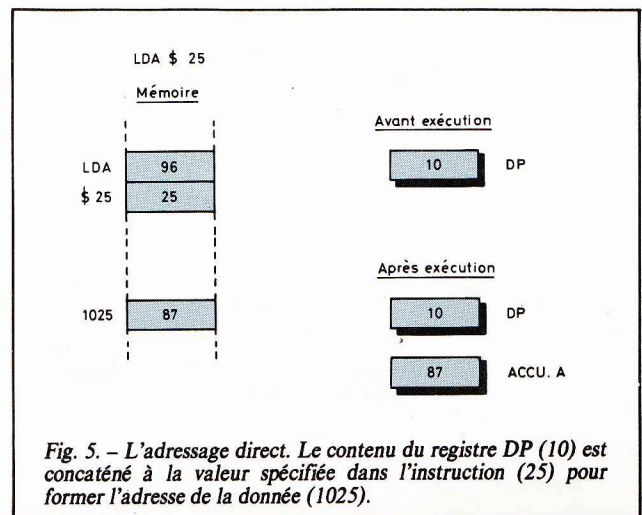 LDA $ 25
Mémoire
LDA 96
$ 25 25
1025 87
Avant exécution
10 DP
Après exécution
10 DP
87 ACCU. A
Fig. 5. – L'adressage direct. Le contenu du registre DP (10) est
concaténé à la valeur spécifiée dans l'instruction (25) pour
former l'adresse de la donnée (1025).